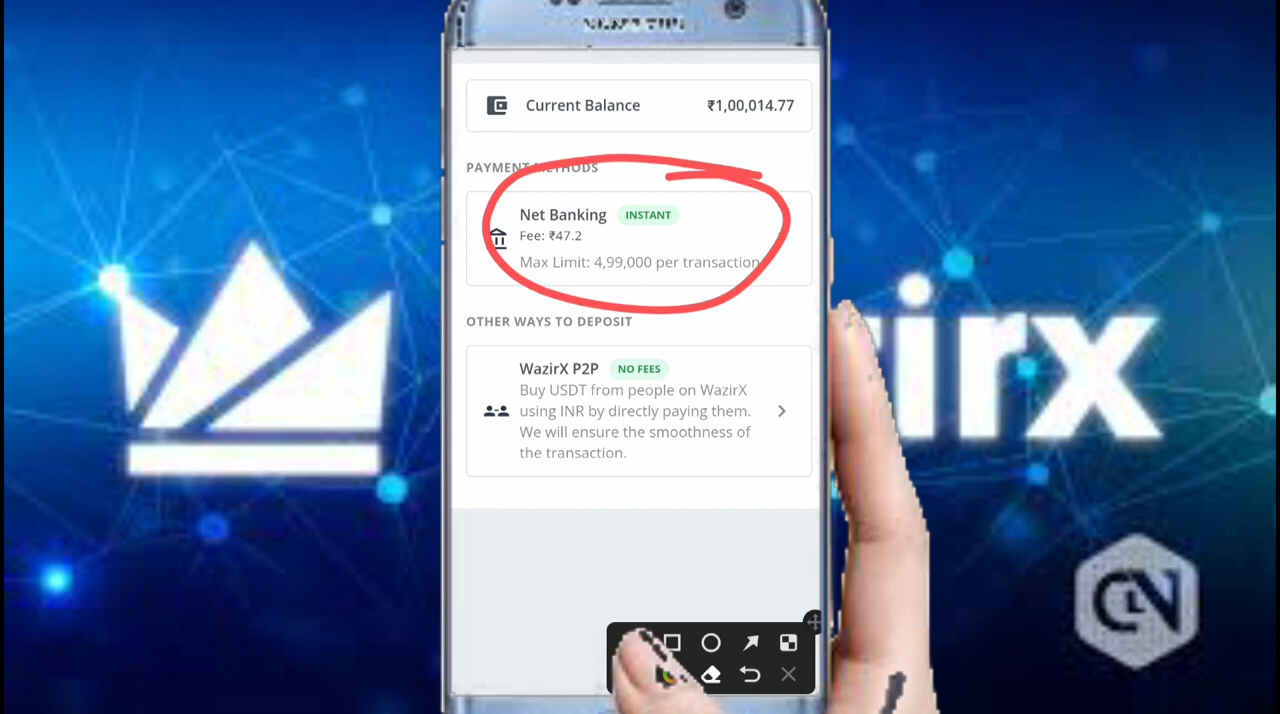 Current Balance ₹1,00,014.77
PAYMENT METHODS
Net Banking INSTANT
Fee: ₹47.2
Max Limit: 4,99,000 per transaction
OTHER WAYS TO DEPOSIT
WazirX P2P NO FEES
Buy USDT from people on WazirX
using INR by directly paying them.
We will ensure the smoothness of
the transaction.
irx